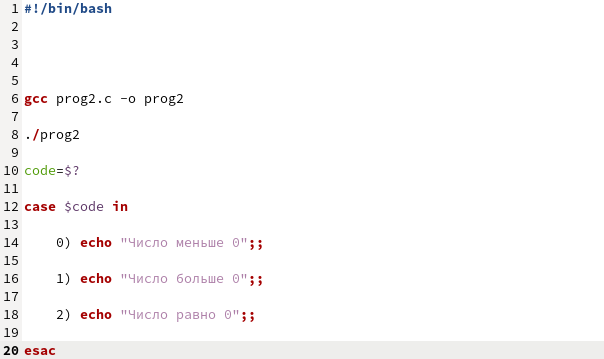 1 #!/bin/bash
2
3
4
5
6 gcc prog2.c -o prog2
7
8 ./prog2
9
10 code=$?
11
12 case $code in
13
14     0) echo "Число меньше 0";;
15
16     1) echo "Число больше 0";;
17
18     2) echo "Число равно 0";;
19
20 esac